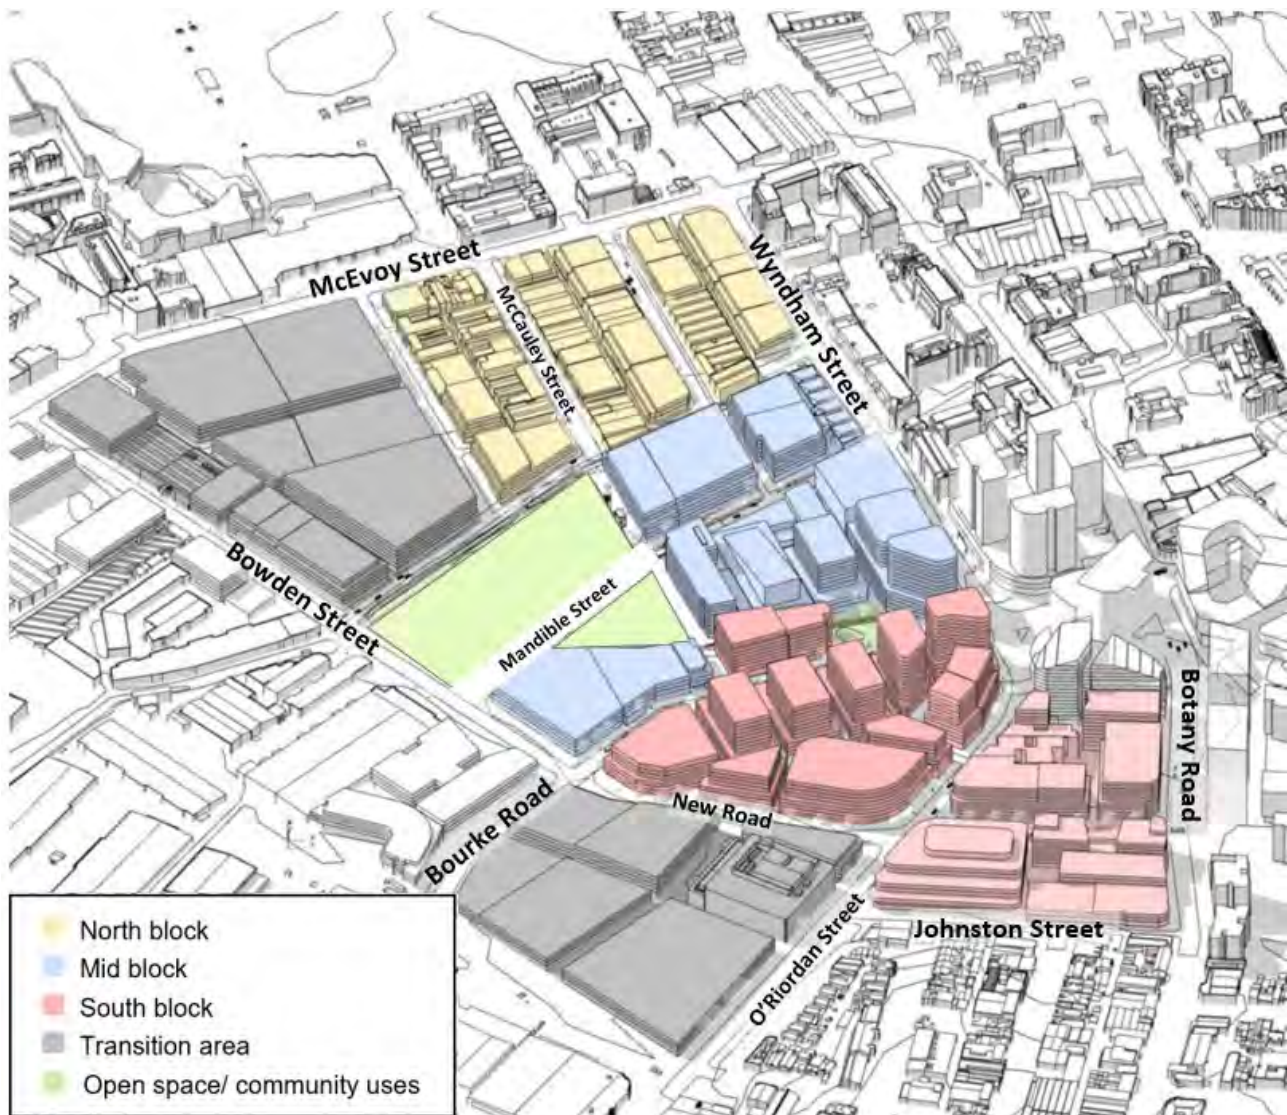 McEvoy Street
McCauley Street
Wyndham Street
Bowden Street
Mandible Street
Botany Road
New Road
Bourke Road
O'Riordan Street
Johnston Street
North block
Mid block
South block
Transition area
Open space/ community uses